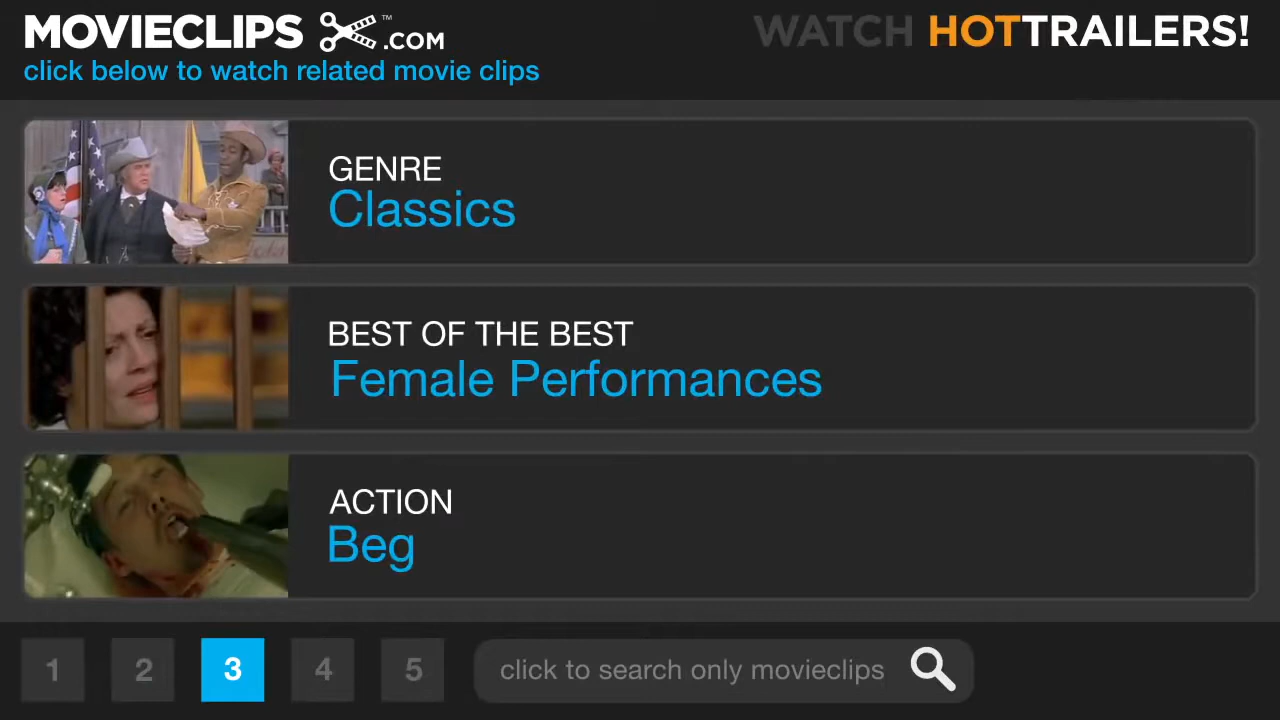 MOVIECLIPS ™ .COM
WATCH HOTTRAILERS!
click below to watch related movie clips
GENRE
Classics
BEST OF THE BEST
Female Performances
ACTION
Beg
1 2 3 4 5
click to search only movieclips